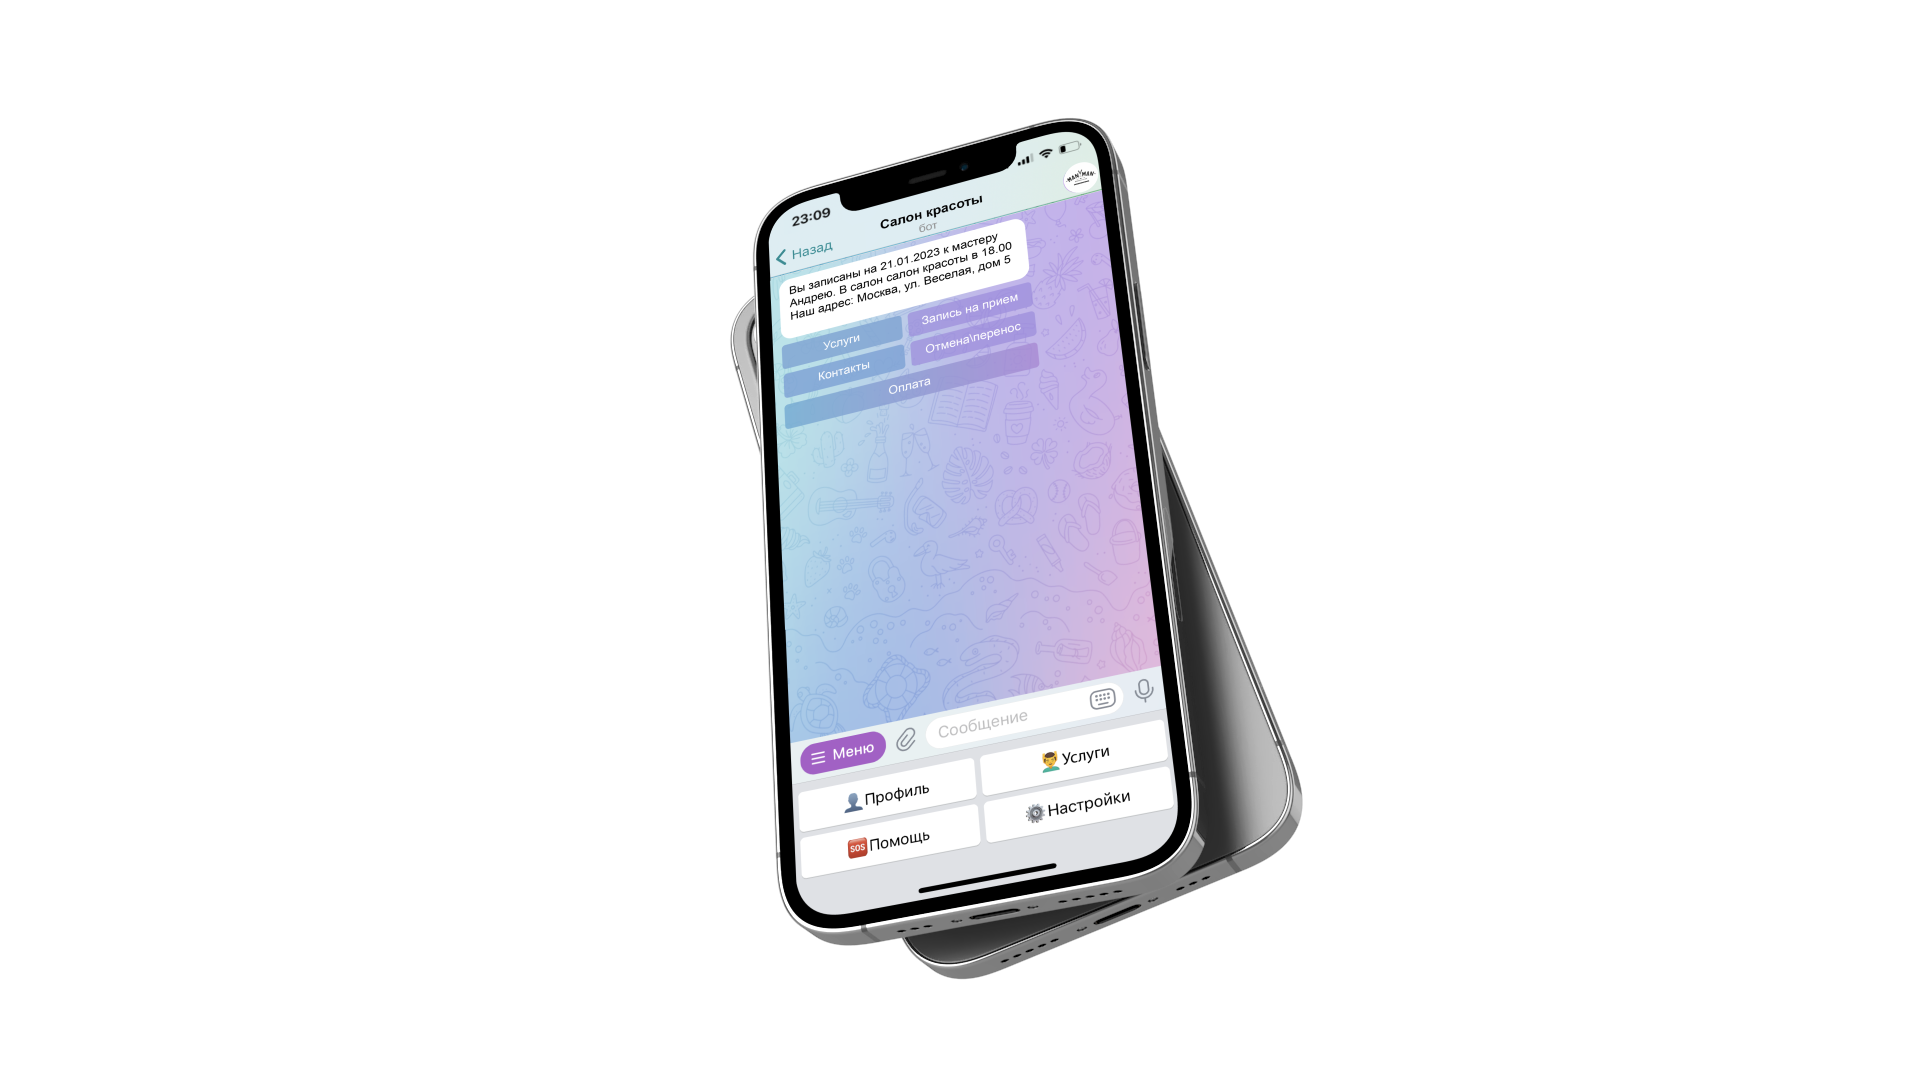 23:09
Назад
Салон красоты
бот
MAN MAN
Вы записаны на 21.01.2023 к мастеру
Андрею. В салон салон красоты в 18.00
Наш адрес: Москва, ул. Веселая, дом 5
Услуги
Запись на прием
Контакты
Отмена\перенос
Оплата
Меню
Сообщение
Профиль
Услуги
SOS Помощь
Настройки